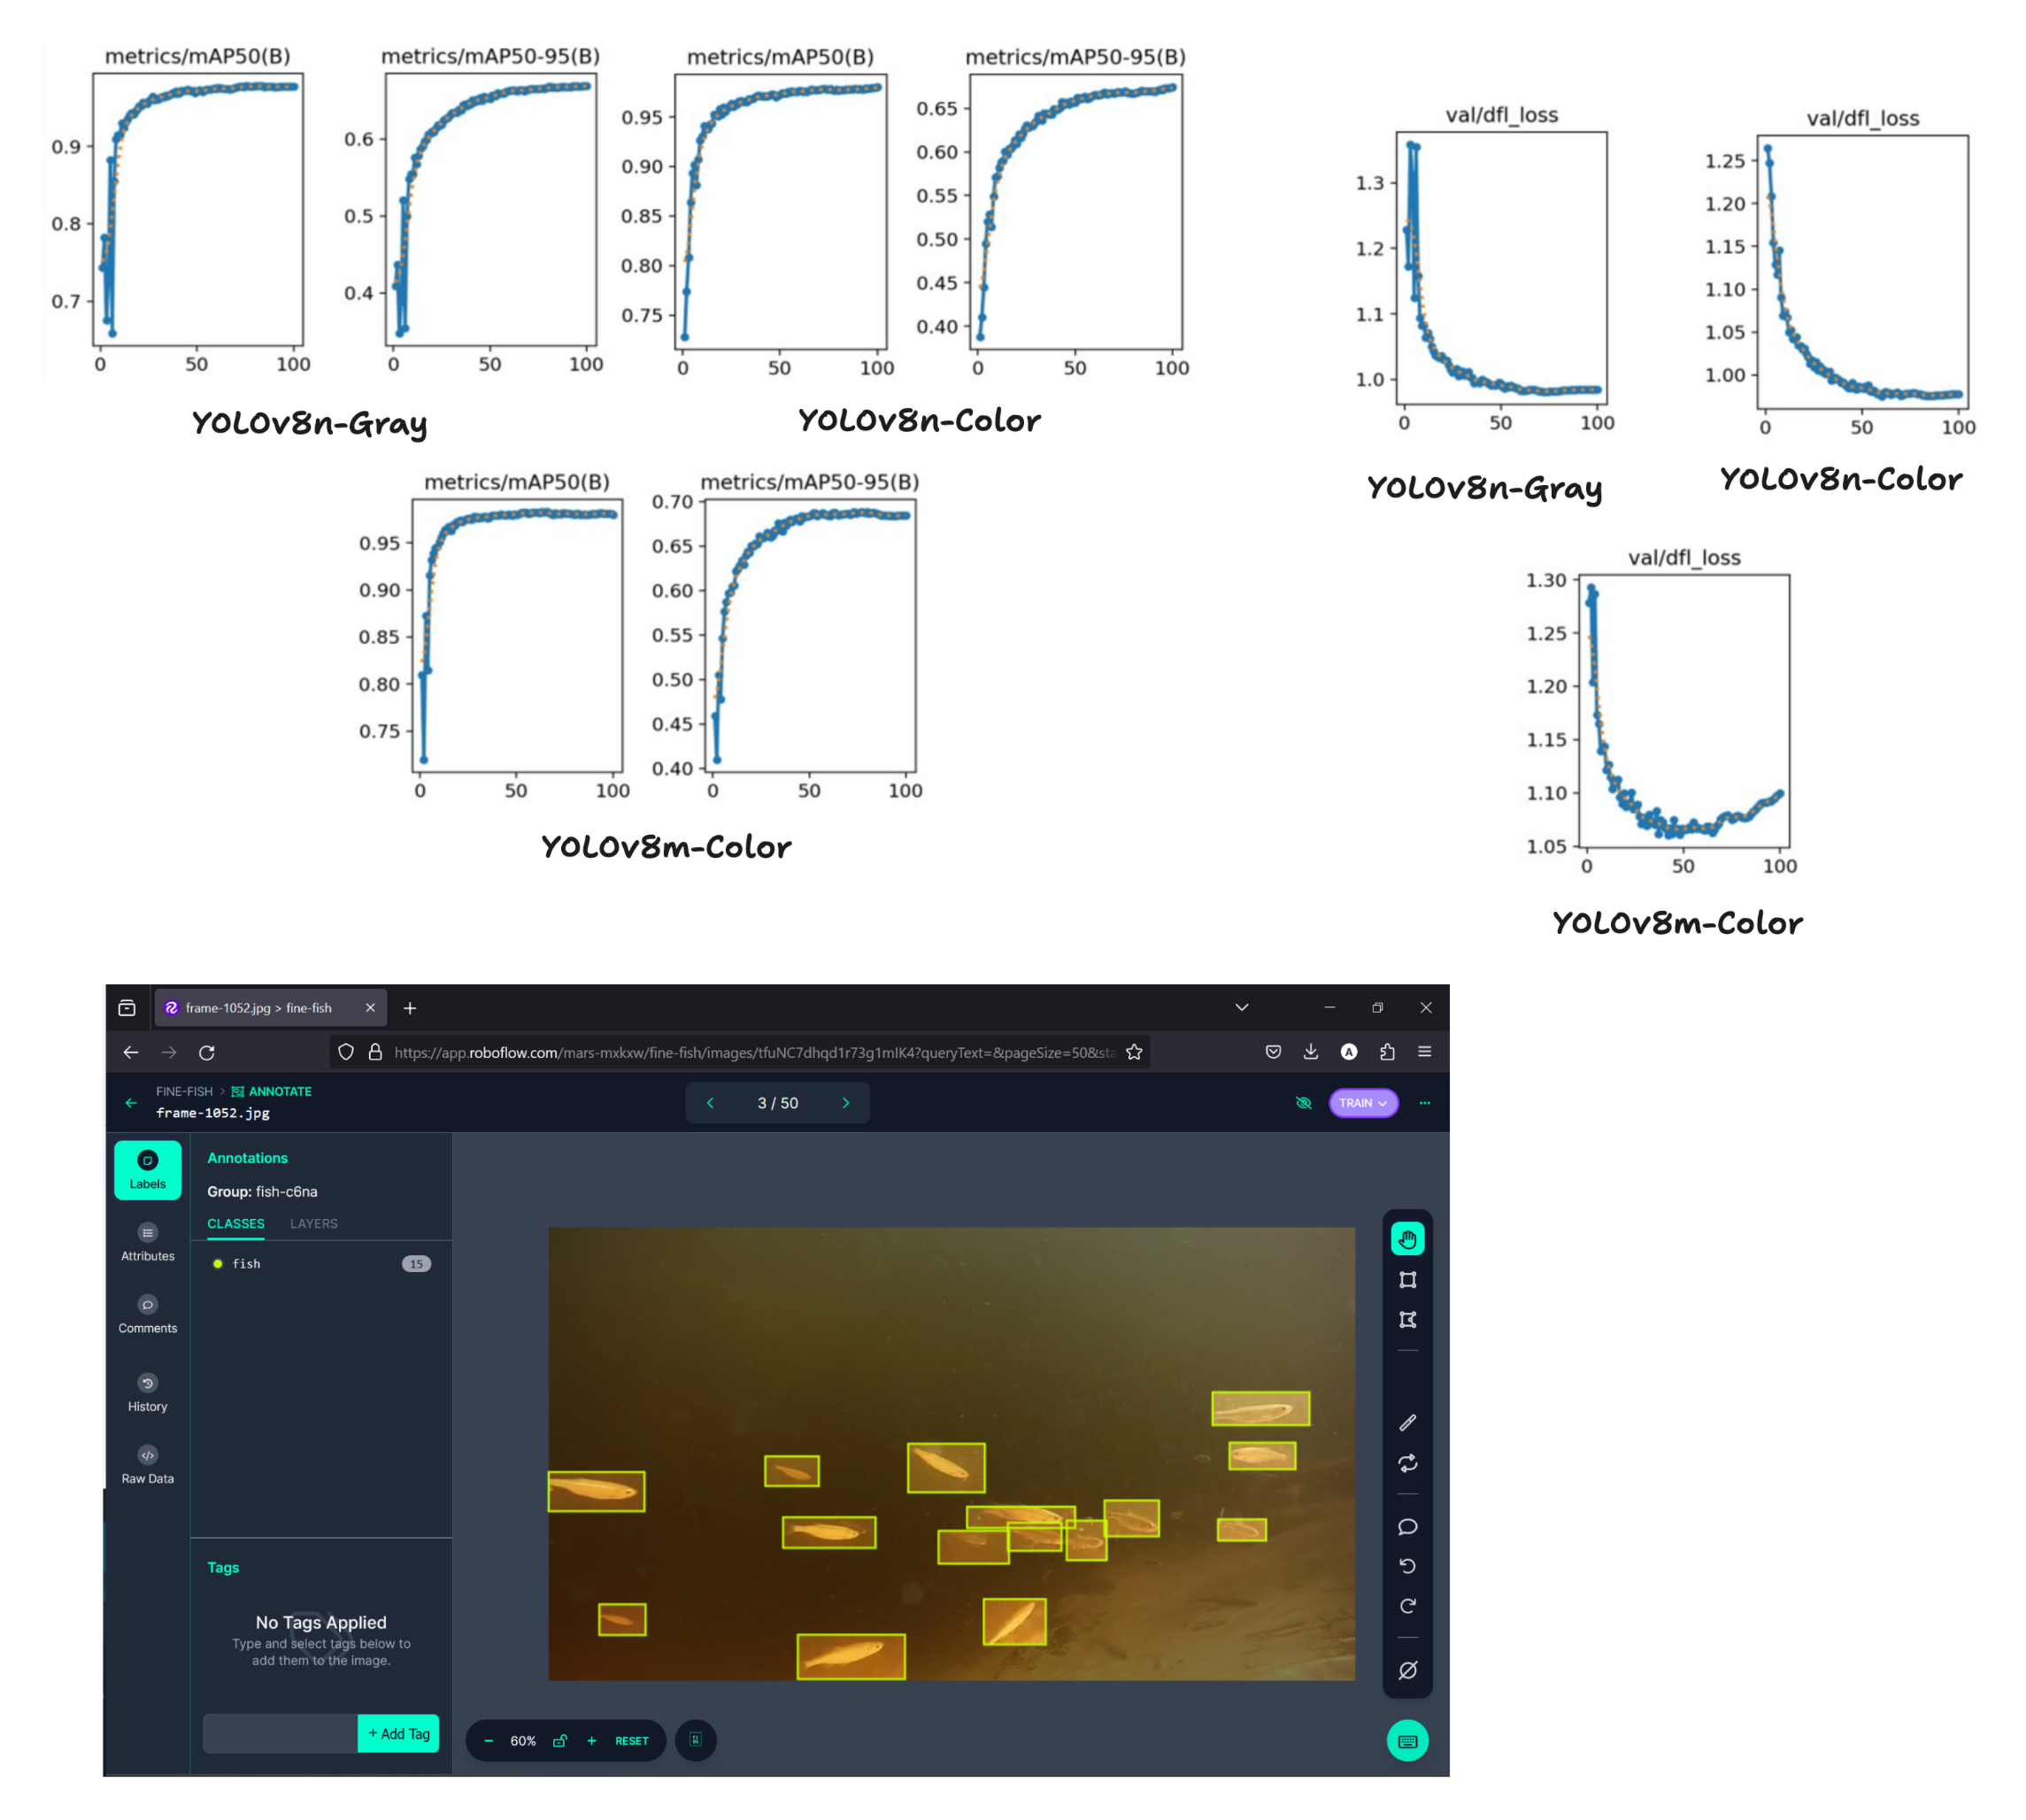 metrics/mAP50(B) metrics/mAP50-95(B) metrics/mAP50(B) metrics/mAP50-95(B)
0.9
0.8
0.7
0 50 100
0.6
0.5
0.4
0 50 100
0.95
0.90
0.85
0.80
0.75
0 50 100
0.65
0.60
0.55
0.50
0.45
0.40
0 50 100
YOLOv8n-Gray
YOLOv8n-Color
metrics/mAP50(B) metrics/mAP50-95(B)
0.95
0.90
0.85
0.80
0.75
0 50 100
0.70
0.65
0.60
0.55
0.50
0.45
0.40
0 50 100
YOLOv8m-Color
val/dfl_loss
1.3
1.2
1.1
1.0
0 50 100
YOLOv8n-Gray
val/dfl_loss
1.25
1.20
1.15
1.10
1.05
1.00
0 50 100
YOLOv8n-Color
val/dfl_loss
1.30
1.25
1.20
1.15
1.10
1.05
0 50 100
YOLOv8m-Color
frame-1052.jpg > fine-fish
https://app.roboflow.com/mars-mxkxw/fine-fish/images/tfuNC7dhqd1r73g1mIK4?queryText=&pageSize=50&sta
A
FINE-FISH > ANNOTATE
frame-1052.jpg
3 / 50
TRAIN
Labels
Attributes
Comments
History
Raw Data
Annotations
Group: fish-c6na
CLASSES LAYERS
fish 15
Tags
No Tags Applied
Type and select tags below to
add them to the image.
+ Add Tag
60% + RESET